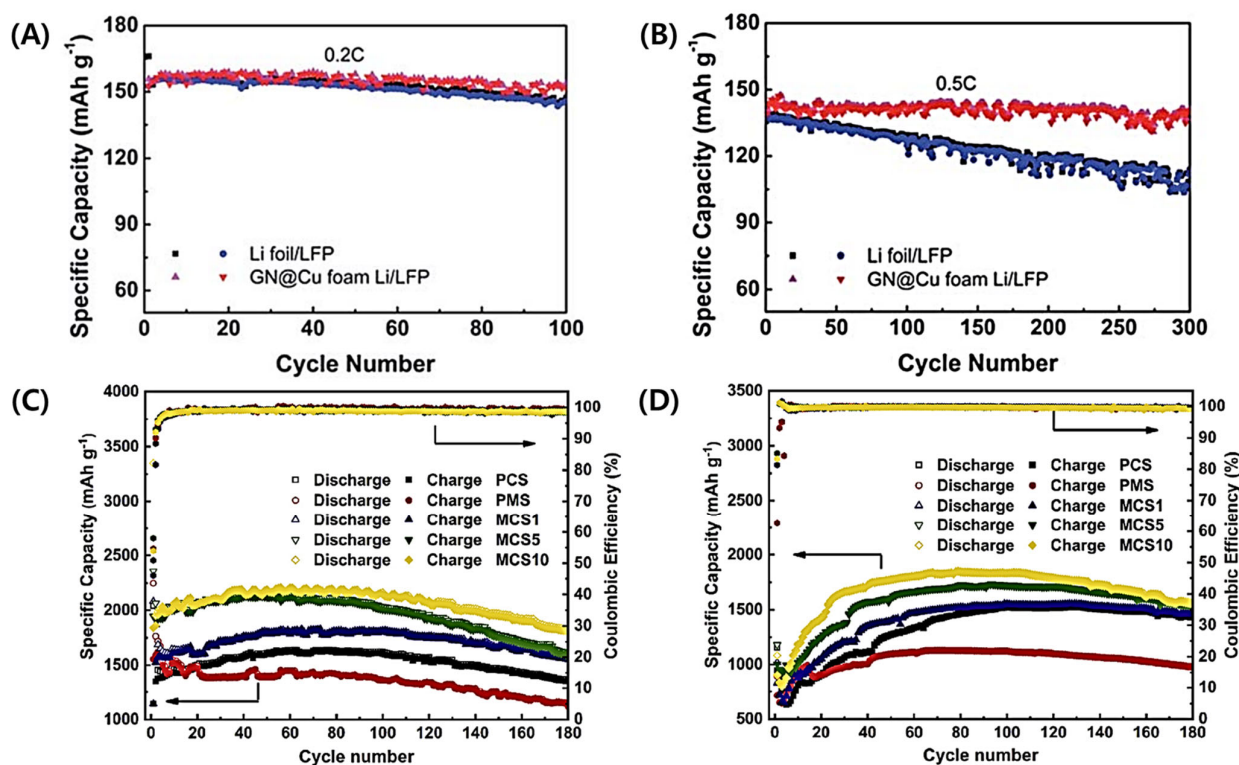 (A)
Specific Capacity (mAh g⁻¹)
180
150
120
90
60
0.2C
Li foil/LFP
GN@Cu foam Li/LFP
0
20
40
60
80
100
Cycle Number
(B)
Specific Capacity (mAh g⁻¹)
180
150
120
90
60
0.5C
Li foil/LFP
GN@Cu foam Li/LFP
0
50
100
150
200
250
300
Cycle Number
(C)
Specific Capacity (mAh g⁻¹)
4000
3500
3000
2500
2000
1500
1000
Discharge Charge PCS
Discharge Charge PMS
Discharge Charge MCS1
Discharge Charge MCS5
Discharge Charge MCS10
100
90
80
70
60
50
40
30
20
10
0
Coulombic Efficiency (%)
0
20
40
60
80
100
120
140
160
180
Cycle number
(D)
Specific Capacity (mAh g⁻¹)
3500
3000
2500
2000
1500
1000
500
Discharge Charge PCS
Discharge Charge PMS
Discharge Charge MCS1
Discharge Charge MCS5
Discharge Charge MCS10
100
90
80
70
60
50
40
30
20
10
0
Coulombic Efficiency (%)
0
20
40
60
80
100
120
140
160
180
Cycle number